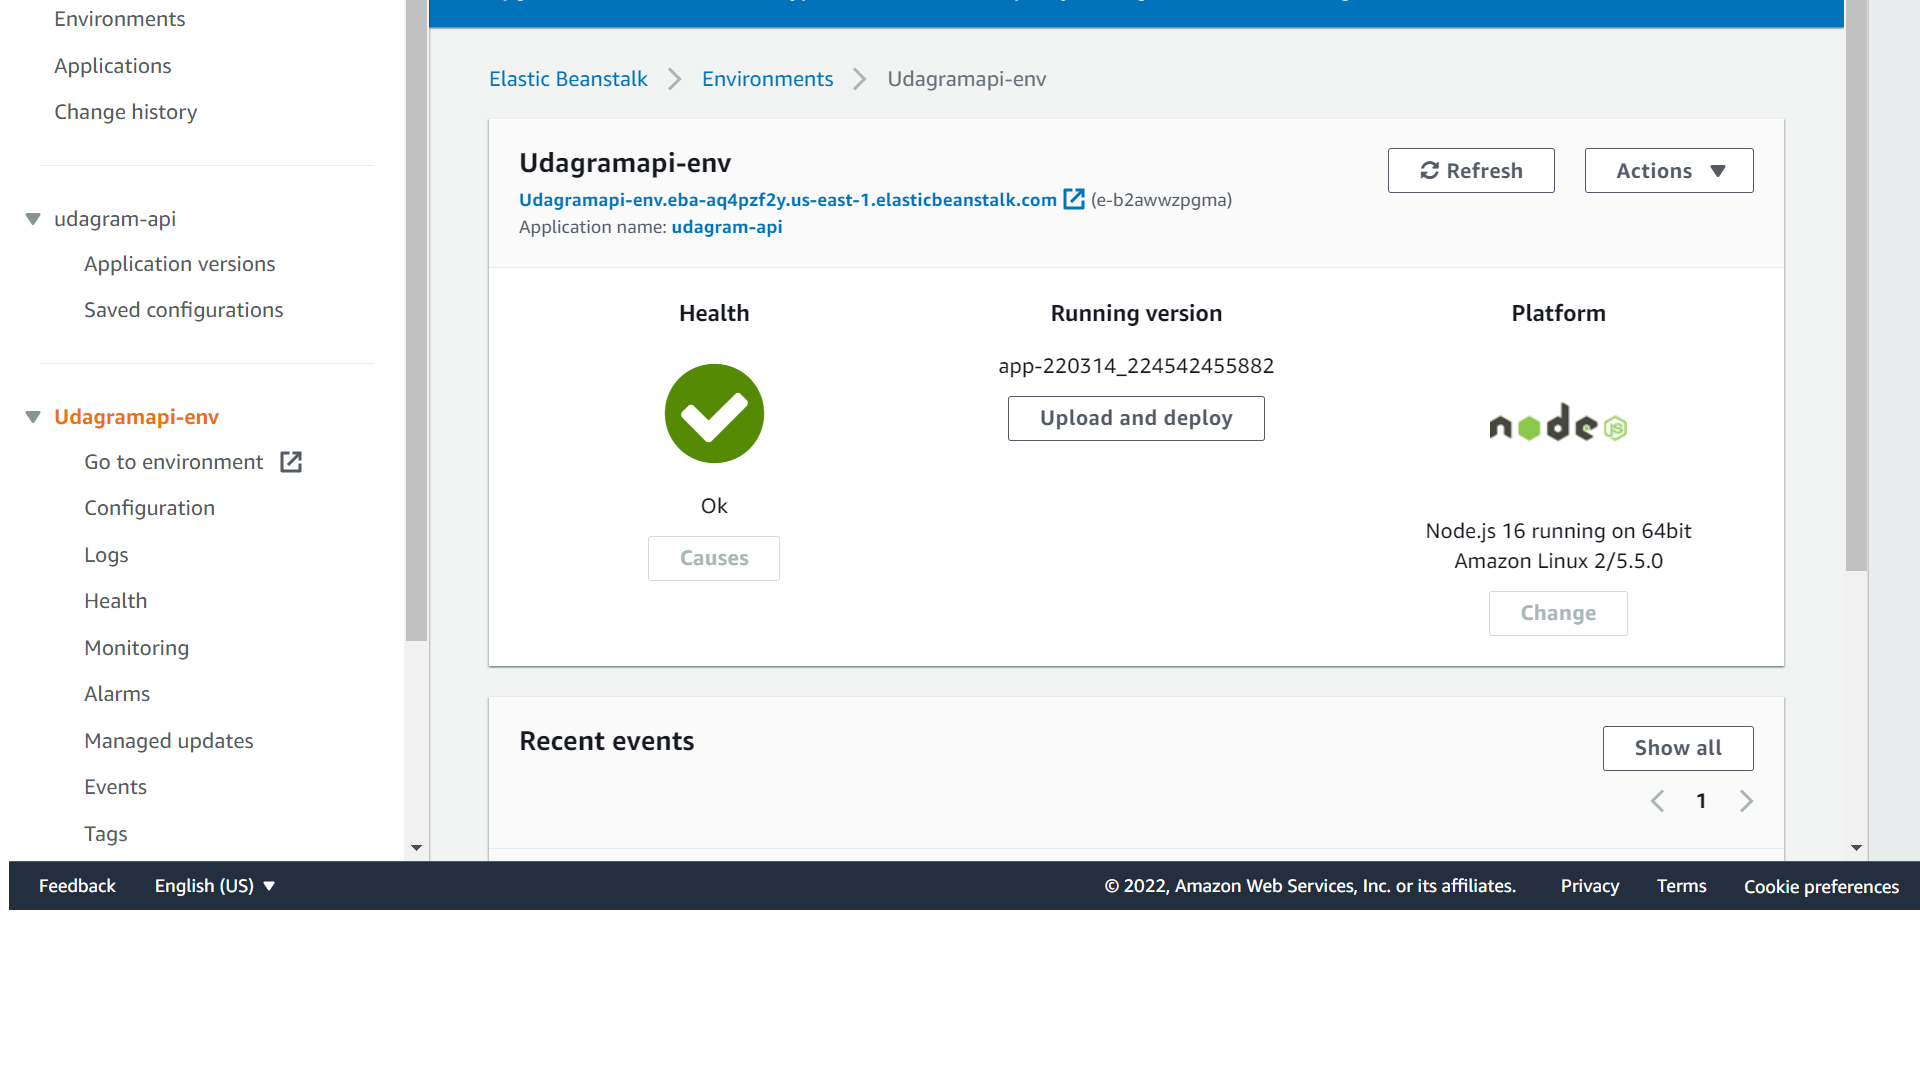 Environments
Applications
Change history
udagram-api
Application versions
Saved configurations
Udagramapi-env
Go to environment
Configuration
Logs
Health
Monitoring
Alarms
Managed updates
Events
Tags
Elastic Beanstalk Environments Udagramapi-env
Udagramapi-env
Udagramapi-env.eba-aq4pzf2y.us-east-1.elasticbeanstalk.com (e-b2awwzpgma)
Application name: udagram-api
Refresh
Actions
Health
Ok
Causes
Running version
app-220314_224542455882
Upload and deploy
Platform
node JS
Node.js 16 running on 64bit
Amazon Linux 2/5.5.0
Change
Recent events
Show all
1
Feedback English (US) © 2022, Amazon Web Services, Inc. or its affiliates. Privacy Terms Cookie preferences